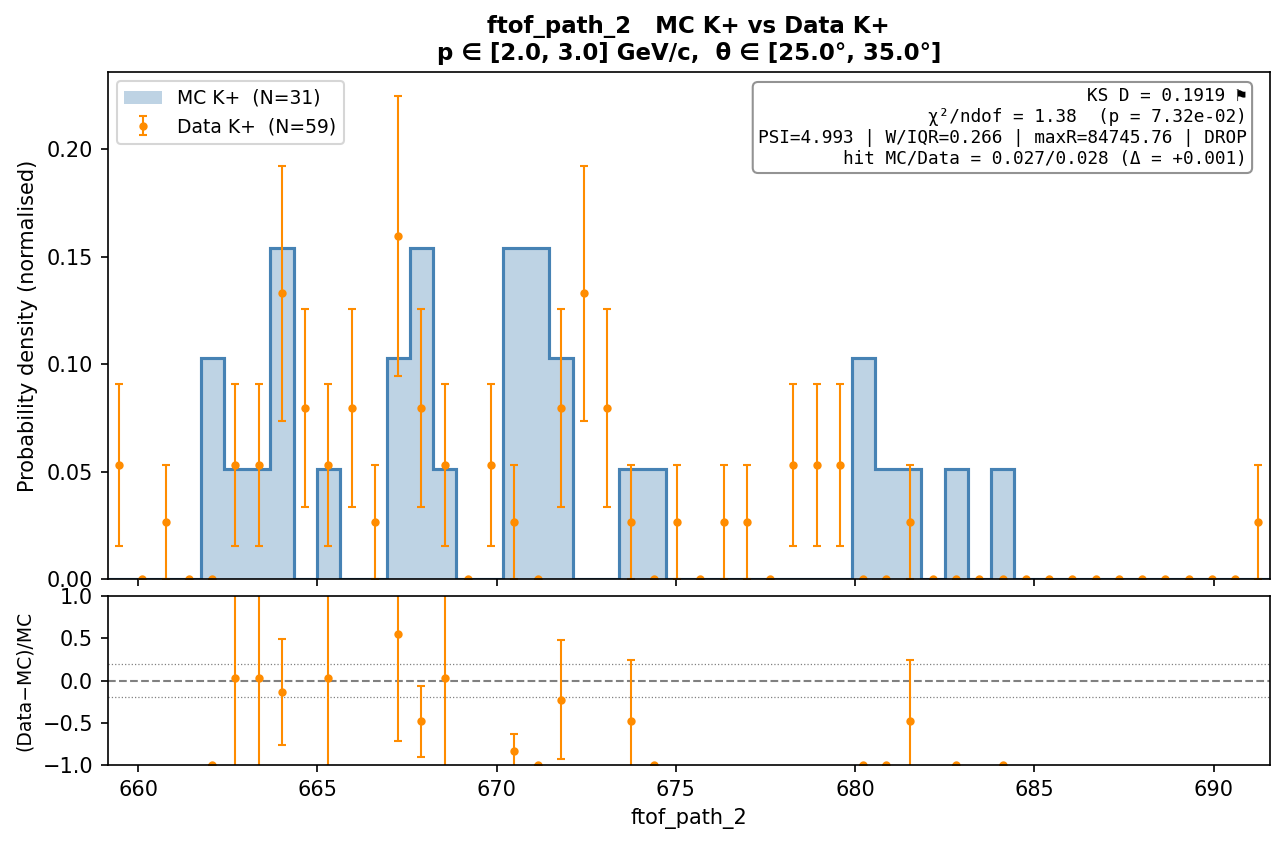 ftof_path_2   MC K+ vs Data K+
p ∈ [2.0, 3.0] GeV/c,  θ ∈ [25.0°, 35.0°]
MC K+  (N=31)
Data K+  (N=59)
KS D = 0.1919 ⚑
χ²/ndof = 1.38  (p = 7.32e-02)
PSI=4.993 | W/IQR=0.266 | maxR=84745.76 | DROP
hit MC/Data = 0.027/0.028 (Δ = +0.001)
Probability density (normalised)
0.20
0.15
0.10
0.05
0.00
(Data−MC)/MC
1.0
0.5
0.0
−0.5
−1.0
660 665 670 675 680 685 690
ftof_path_2